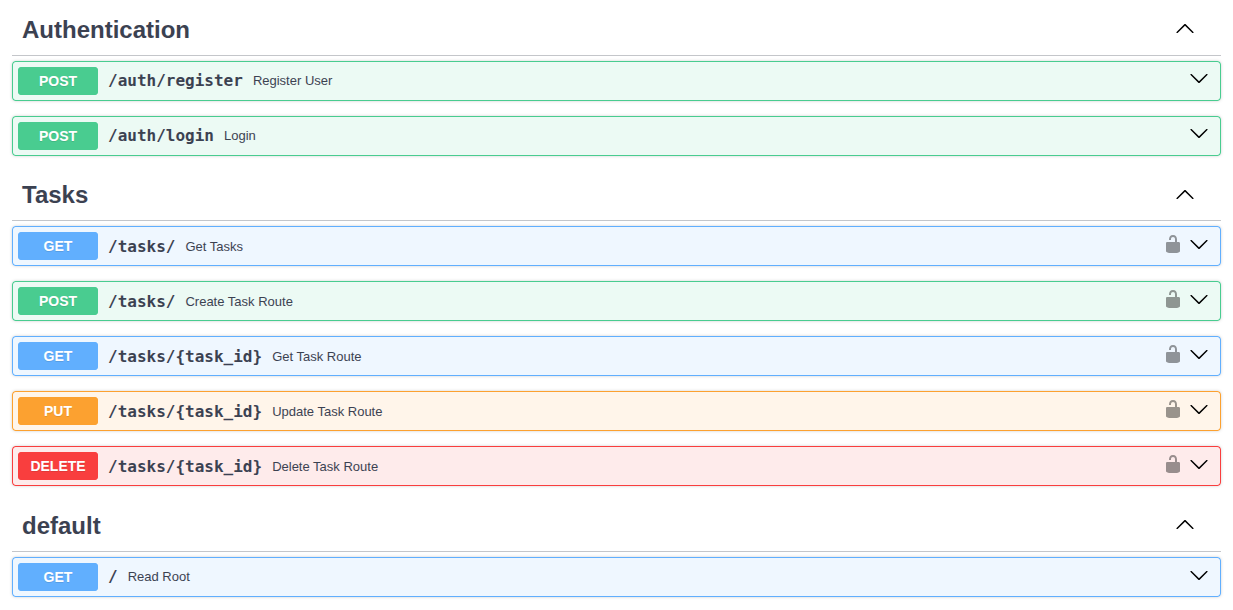 Authentication
POST /auth/register Register User
POST /auth/login Login
Tasks
GET /tasks/ Get Tasks
POST /tasks/ Create Task Route
GET /tasks/{task_id} Get Task Route
PUT /tasks/{task_id} Update Task Route
DELETE /tasks/{task_id} Delete Task Route
default
GET / Read Root